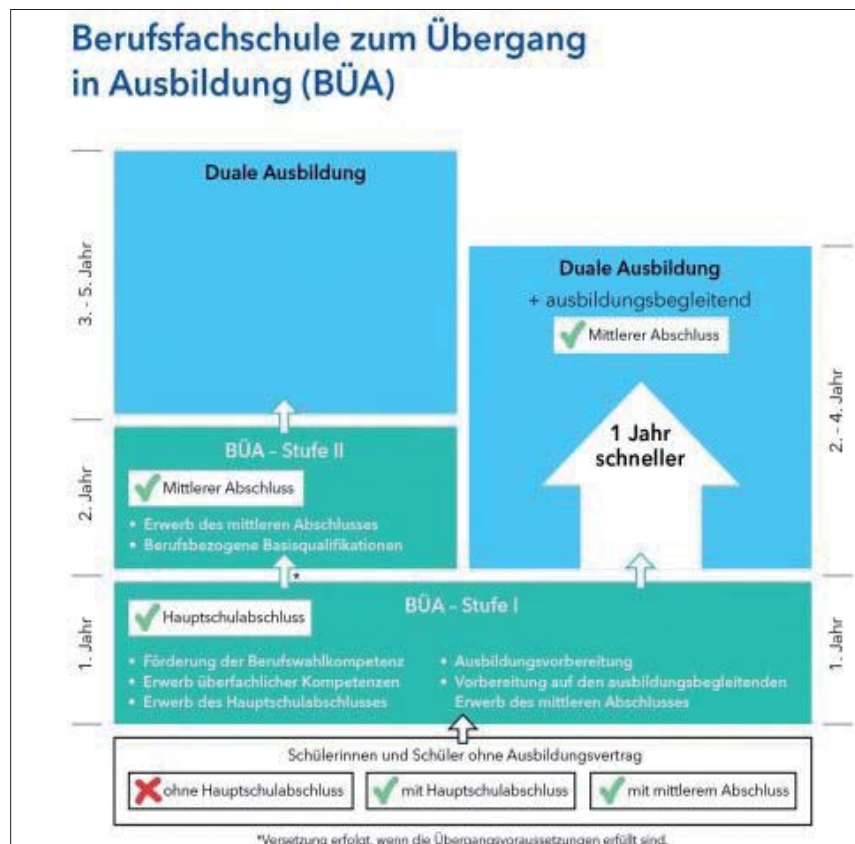 Berufsfachschule zum Übergang
in Ausbildung (BÜA)
Duale Ausbildung
3. - 5. Jahr
Duale Ausbildung
+ ausbildungsbegleitend
Mittlerer Abschluss
1 Jahr
schneller
2. - 4. Jahr
BÜA – Stufe II
Mittlerer Abschluss
• Erwerb des mittleren Abschlusses
• Berufsbezogene Basisqualifikationen
2. Jahr
*
BÜA – Stufe I
Hauptschulabschluss
• Förderung der Berufswahlkompetenz
• Erwerb überfachlicher Kompetenzen
• Erwerb des Hauptschulabschlusses
• Ausbildungsvorbereitung
• Vorbereitung auf den ausbildungsbegleitenden
Erwerb des mittleren Abschlusses
1. Jahr
1. Jahr
Schülerinnen und Schüler ohne Ausbildungsvertrag
ohne Hauptschulabschluss
mit Hauptschulabschluss
mit mittlerem Abschluss
*Versetzung erfolgt, wenn die Übergangsvoraussetzungen erfüllt sind.